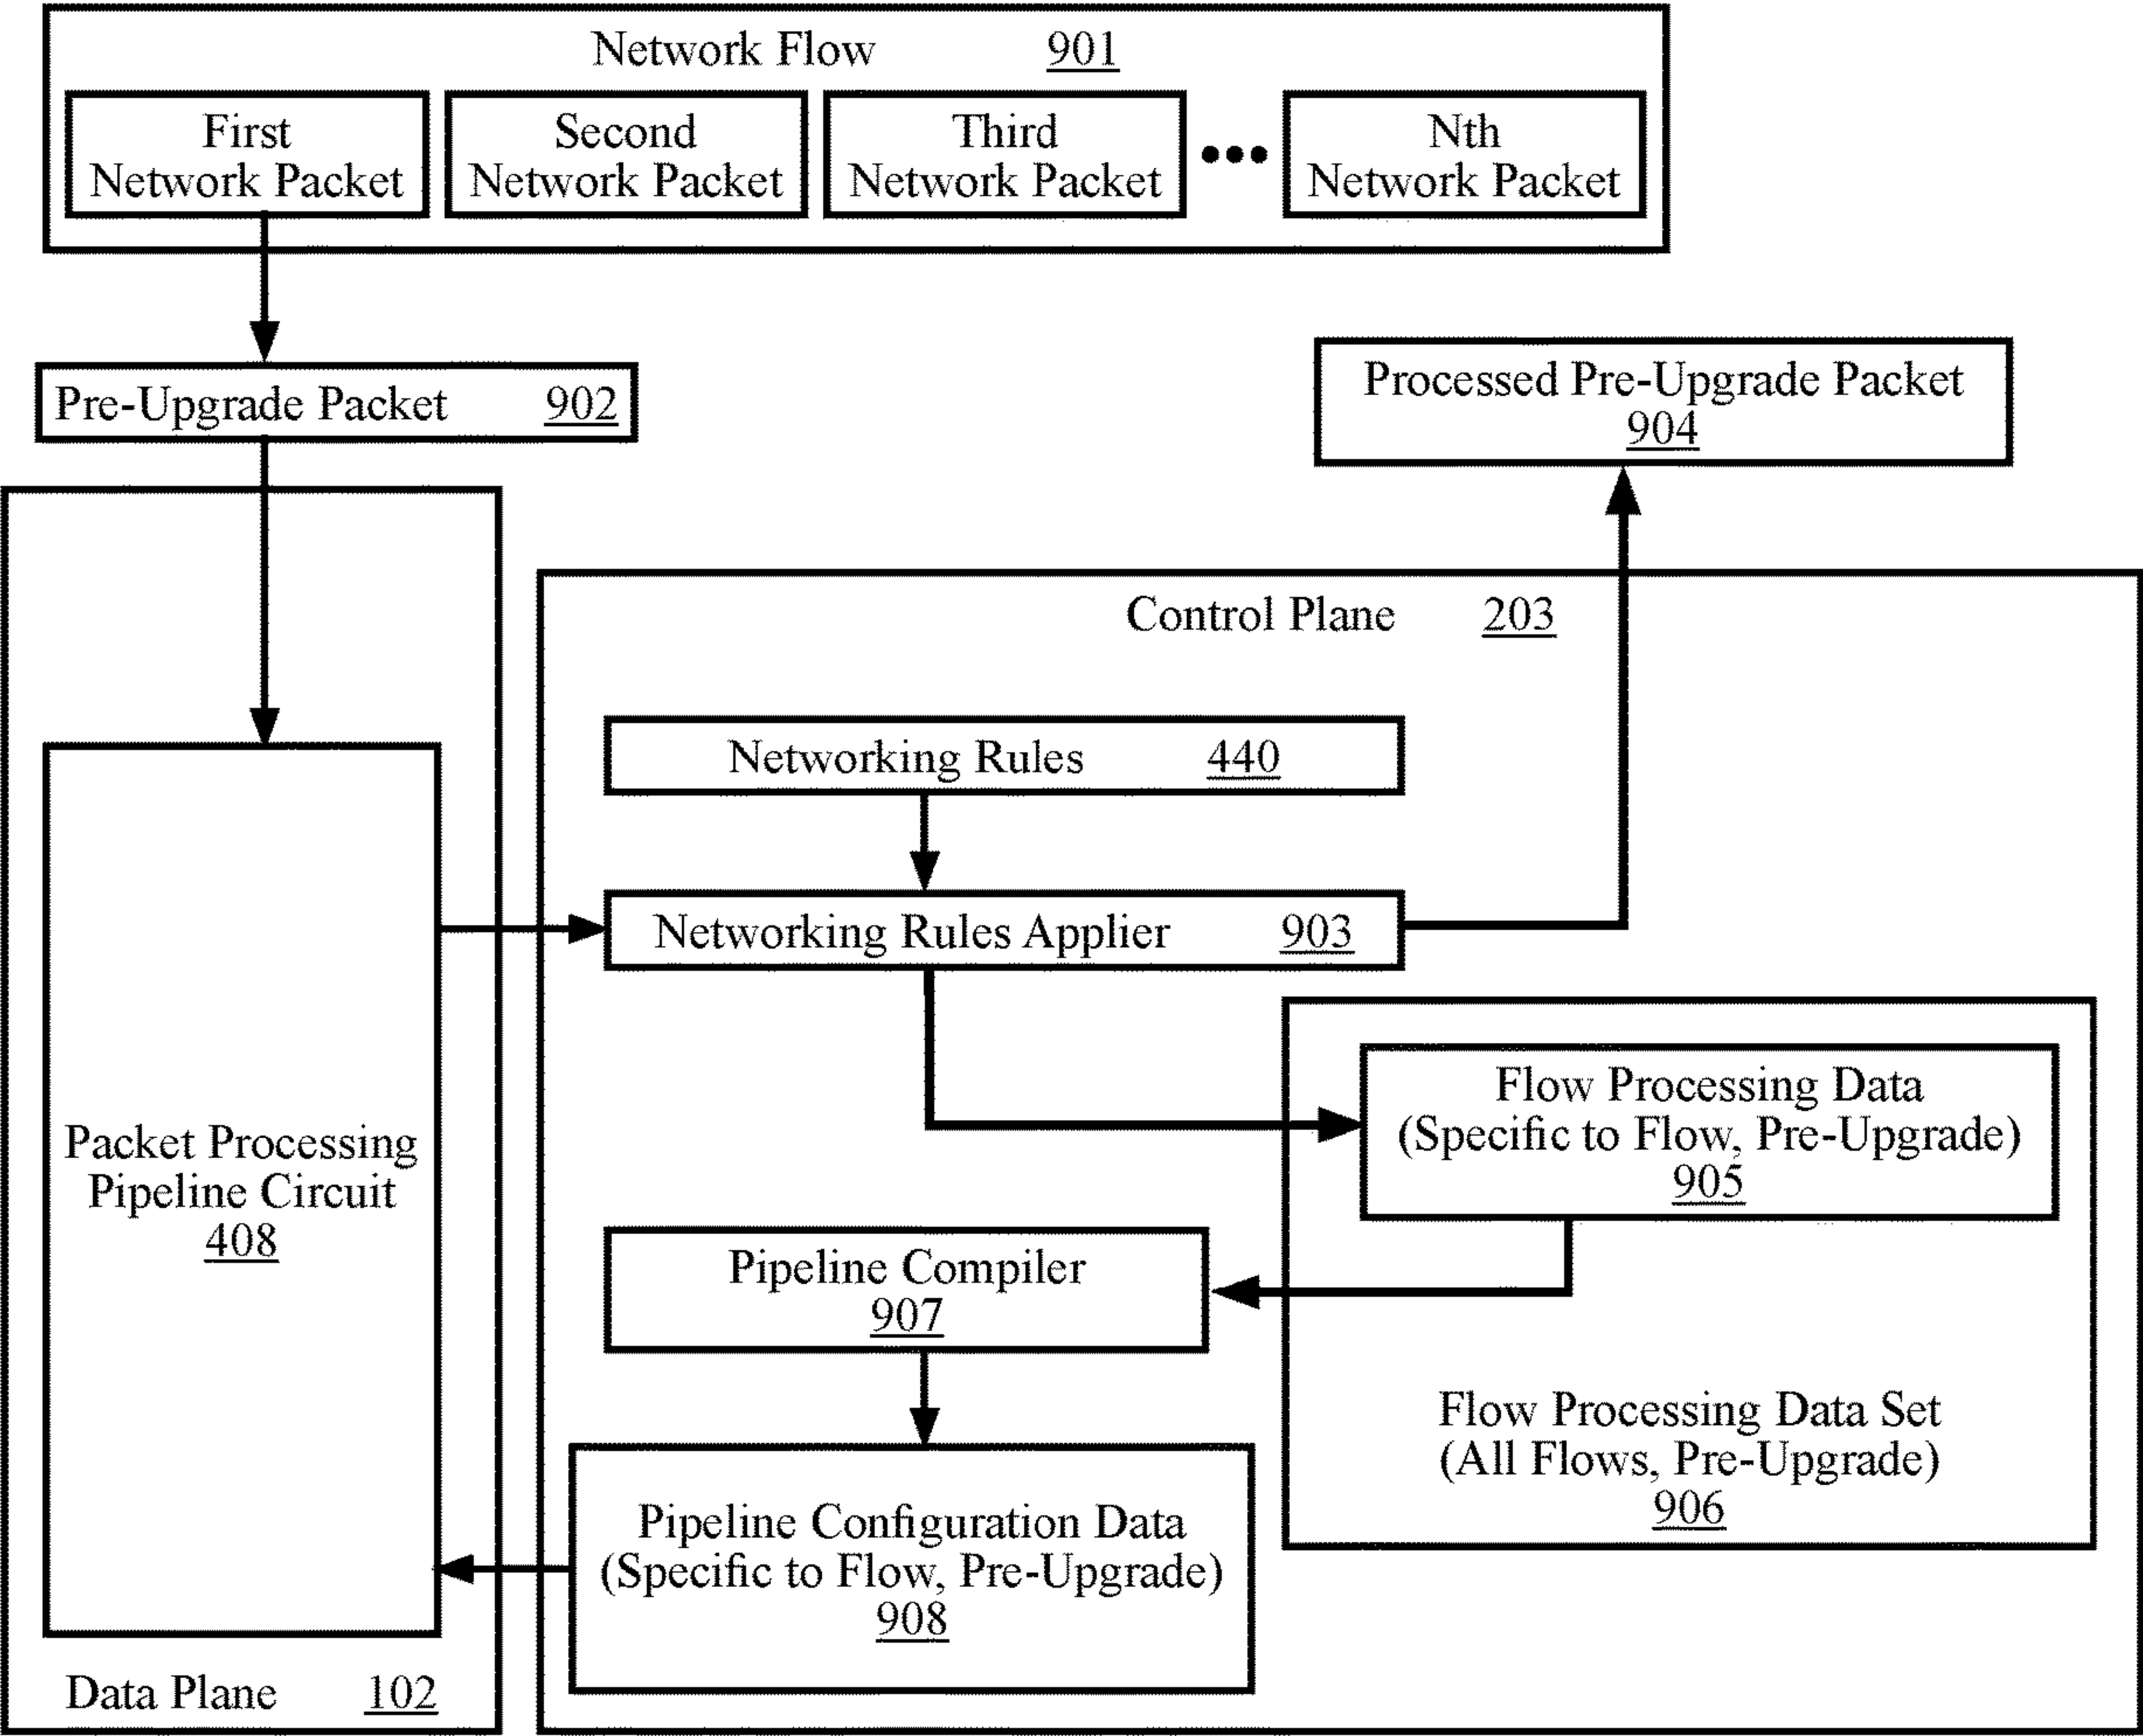 Network Flow 901
First
Network Packet
Second
Network Packet
Third
Network Packet
•••
Nth
Network Packet
Pre-Upgrade Packet 902
Processed Pre-Upgrade Packet
904
Control Plane 203
Networking Rules 440
Networking Rules Applier 903
Flow Processing Data
(Specific to Flow, Pre-Upgrade)
905
Packet Processing
Pipeline Circuit
408
Pipeline Compiler
907
Flow Processing Data Set
(All Flows, Pre-Upgrade)
906
Pipeline Configuration Data
(Specific to Flow, Pre-Upgrade)
908
Data Plane 102